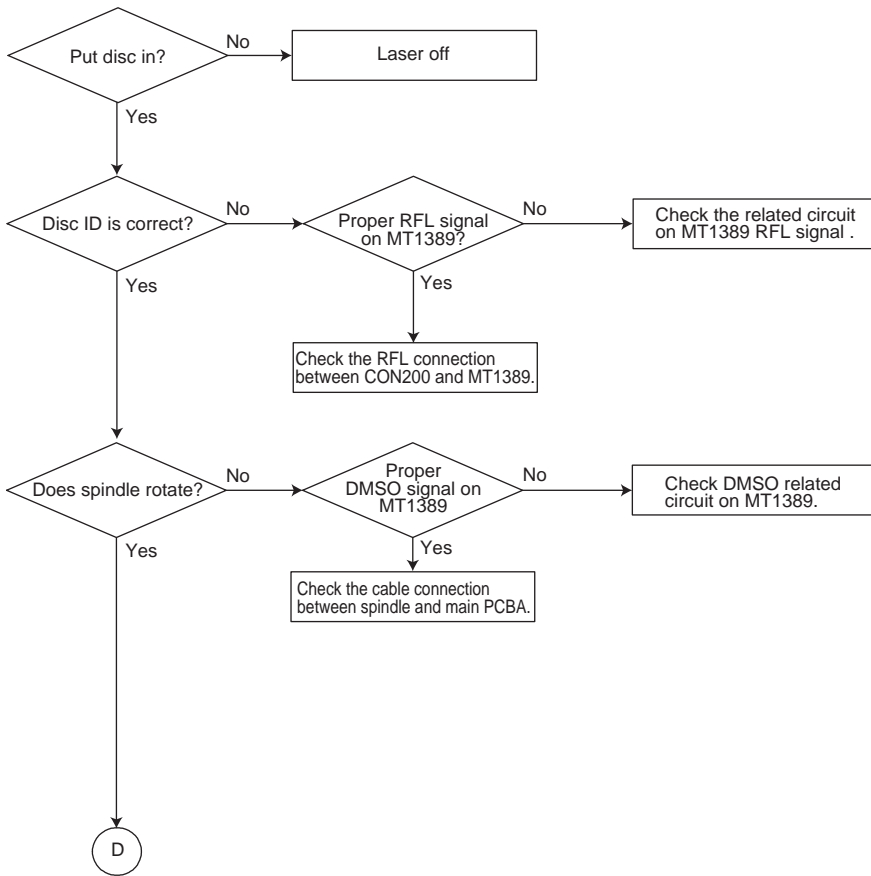 Put disc in?
No
Laser off
Yes
Disc ID is correct?
No
Proper RFL signal
on MT1389?
No
Check the related circuit
on MT1389 RFL signal .
Yes
Yes
Check the RFL connection
between CON200 and MT1389.
Does spindle rotate?
No
Proper
DMSO signal on
MT1389
No
Check DMSO related
circuit on MT1389.
Yes
Yes
Check the cable connection
between spindle and main PCBA.
D